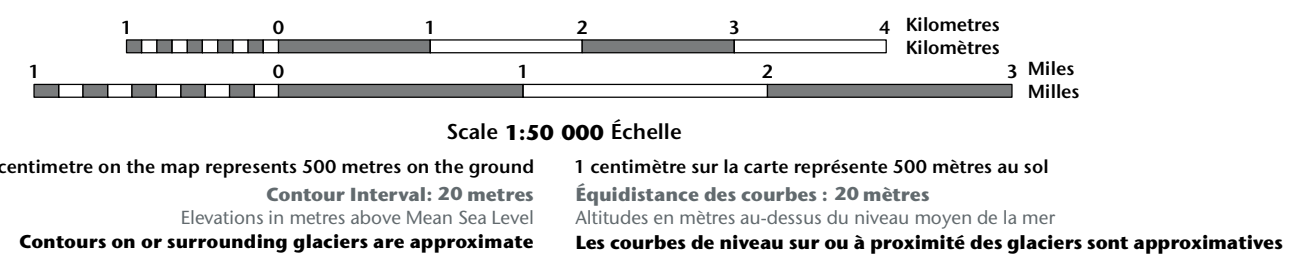 1 0 1 2 3 4 Kilometres
Kilomètres
1 0 1 2 3 Miles
Milles
Scale 1:50 000 Échelle
centimetre on the map represents 500 metres on the ground
1 centimètre sur la carte représente 500 mètres au sol
Contour Interval: 20 metres
Équidistance des courbes : 20 mètres
Elevations in metres above Mean Sea Level
Altitudes en mètres au-dessus du niveau moyen de la mer
Contours on or surrounding glaciers are approximate
Les courbes de niveau sur ou à proximité des glaciers sont approximatives